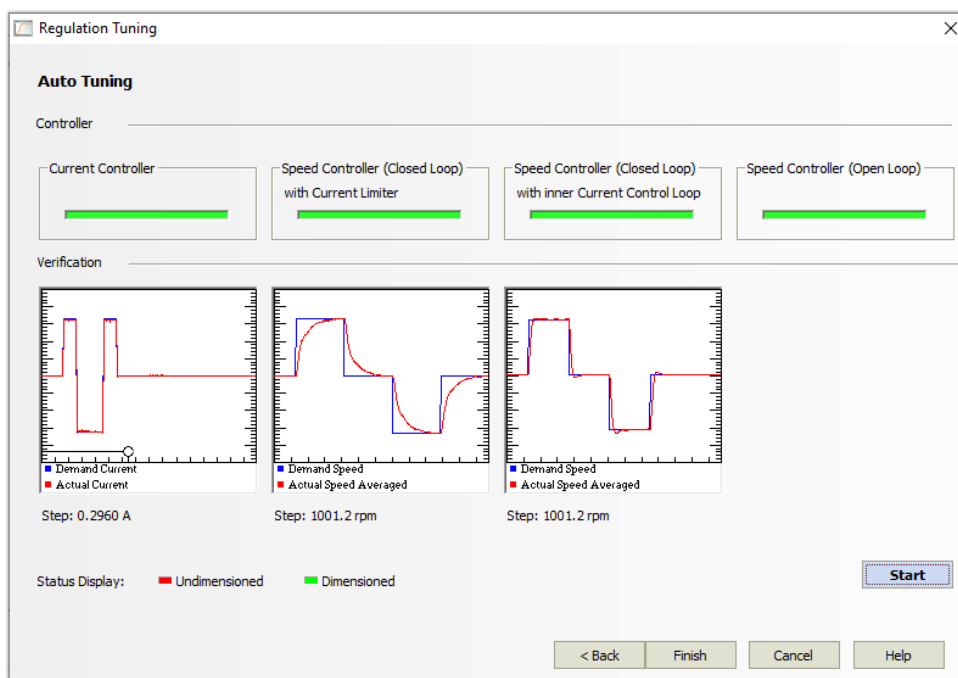 Regulation Tuning
Auto Tuning
Controller
Current Controller
Speed Controller (Closed Loop)
with Current Limiter
Speed Controller (Closed Loop)
with inner Current Control Loop
Speed Controller (Open Loop)
Verification
Demand Current
Actual Current
Step: 0.2960 A
Demand Speed
Actual Speed Averaged
Step: 1001.2 rpm
Demand Speed
Actual Speed Averaged
Step: 1001.2 rpm
Status Display: Undimensioned Dimensioned
Start
< Back Finish Cancel Help